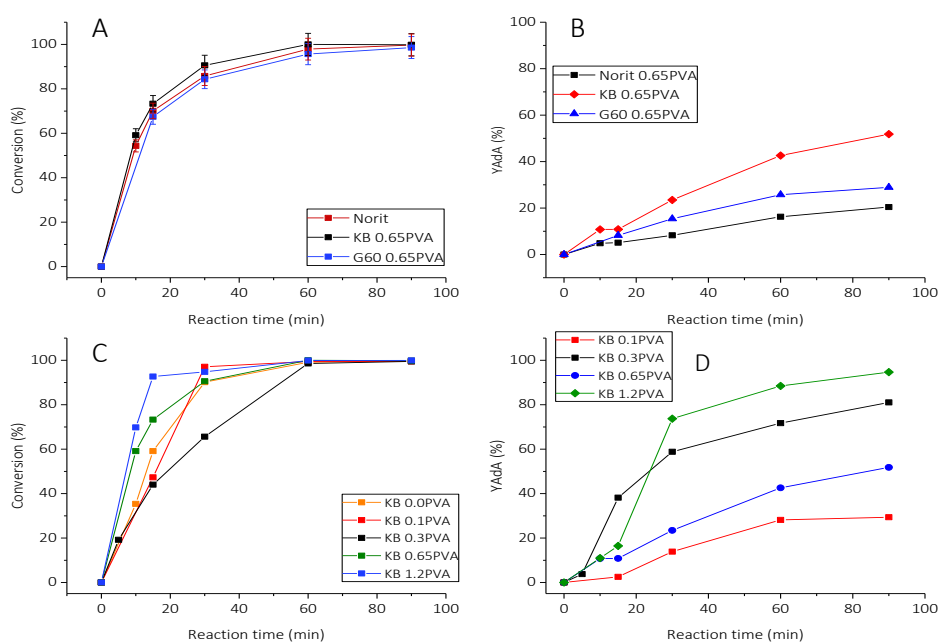 A
100
80
60
40
20
0
Conversion (%)
Norit
KB 0.65PVA
G60 0.65PVA
0 20 40 60 80 100
Reaction time (min)
B
100
80
60
40
20
0
YAdA (%)
Norit 0.65PVA
KB 0.65PVA
G60 0.65PVA
0 20 40 60 80 100
Reaction time (min)
C
100
80
60
40
20
0
Conversion (%)
KB 0.0PVA
KB 0.1PVA
KB 0.3PVA
KB 0.65PVA
KB 1.2PVA
0 20 40 60 80 100
Reaction time (min)
D
100
80
60
40
20
0
YAdA (%)
KB 0.1PVA
KB 0.3PVA
KB 0.65PVA
KB 1.2PVA
0 20 40 60 80 100
Reaction time (min)